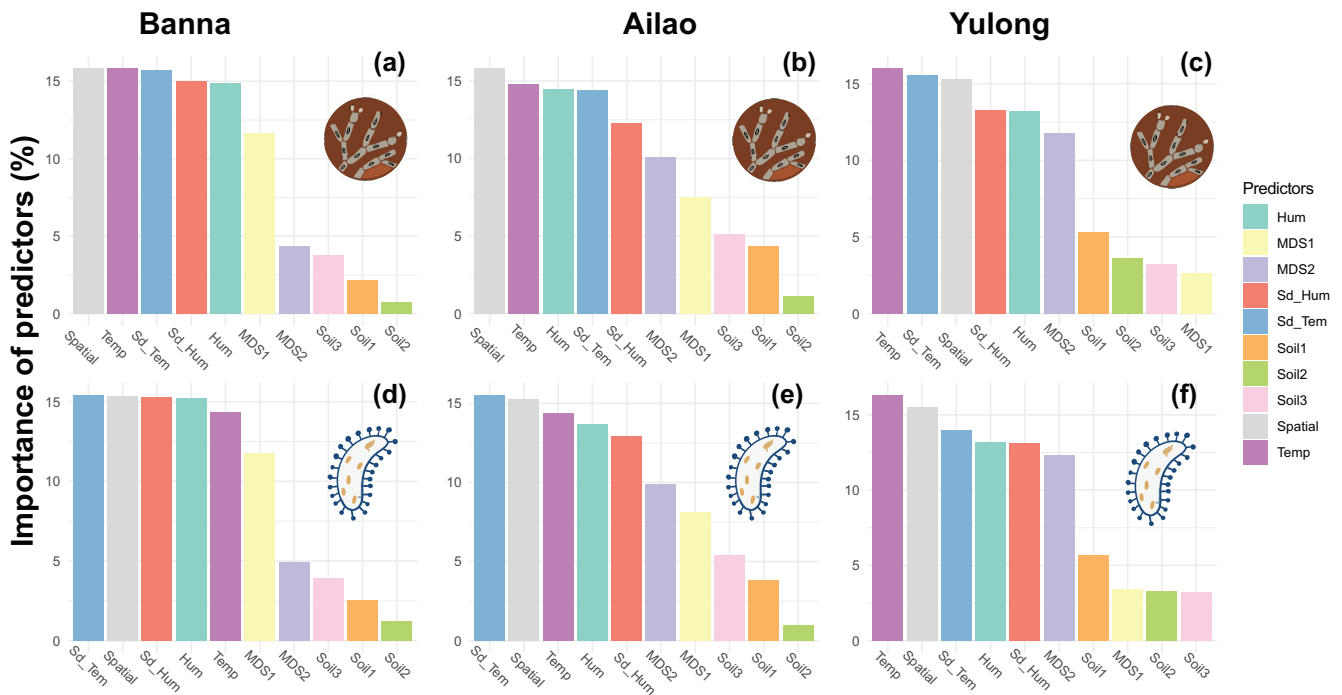 Banna
Ailao
Yulong
Importance of predictors (%)
(a)
15
10
5
0
Spatial
Temp
Sd_Tem
Sd_Hum
Hum
MDS1
MDS2
Soil3
Soil1
Soil2
(b)
15
10
5
0
Spatial
Temp
Hum
Sd_Tem
Sd_Hum
MDS2
MDS1
Soil3
Soil1
Soil2
(c)
15
10
5
0
Temp
Sd_Tem
Spatial
Sd_Hum
Hum
MDS2
Soil1
Soil2
Soil3
MDS1
(d)
15
10
5
0
Sd_Tem
Spatial
Sd_Hum
Hum
Temp
MDS1
MDS2
Soil3
Soil1
Soil2
(e)
15
10
5
0
Sd_Tem
Spatial
Temp
Hum
Sd_Hum
MDS2
MDS1
Soil3
Soil1
Soil2
(f)
15
10
5
0
Temp
Spatial
Sd_Tem
Hum
Sd_Hum
MDS2
Soil1
MDS1
Soil2
Soil3
Predictors
Hum
MDS1
MDS2
Sd_Hum
Sd_Tem
Soil1
Soil2
Soil3
Spatial
Temp